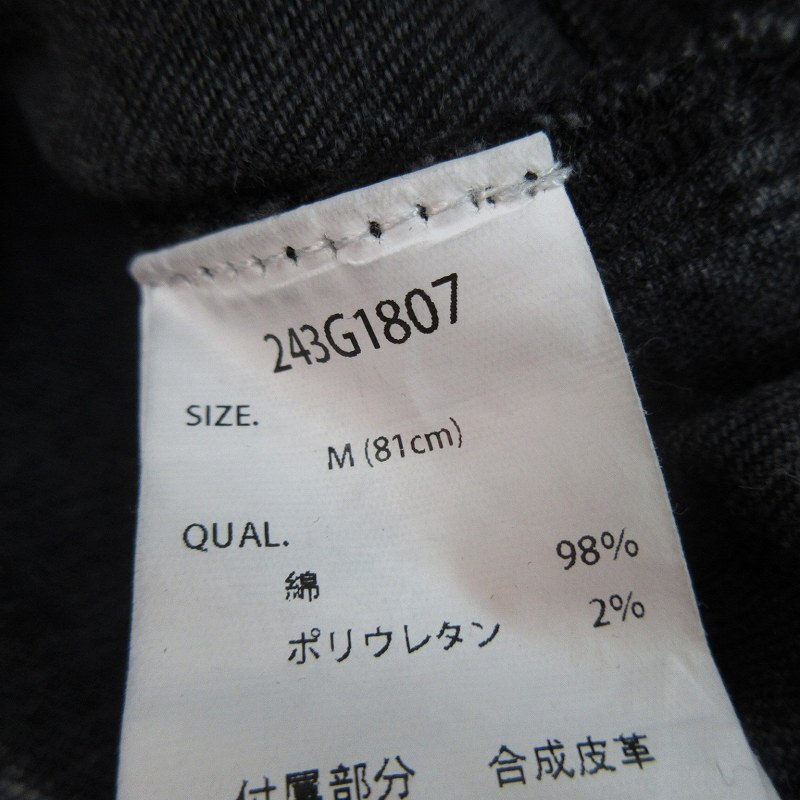 243G1807
SIZE.
M (81cm)
QUAL.
綿 98%
ポリウレタン 2%
付属部分 合成皮革